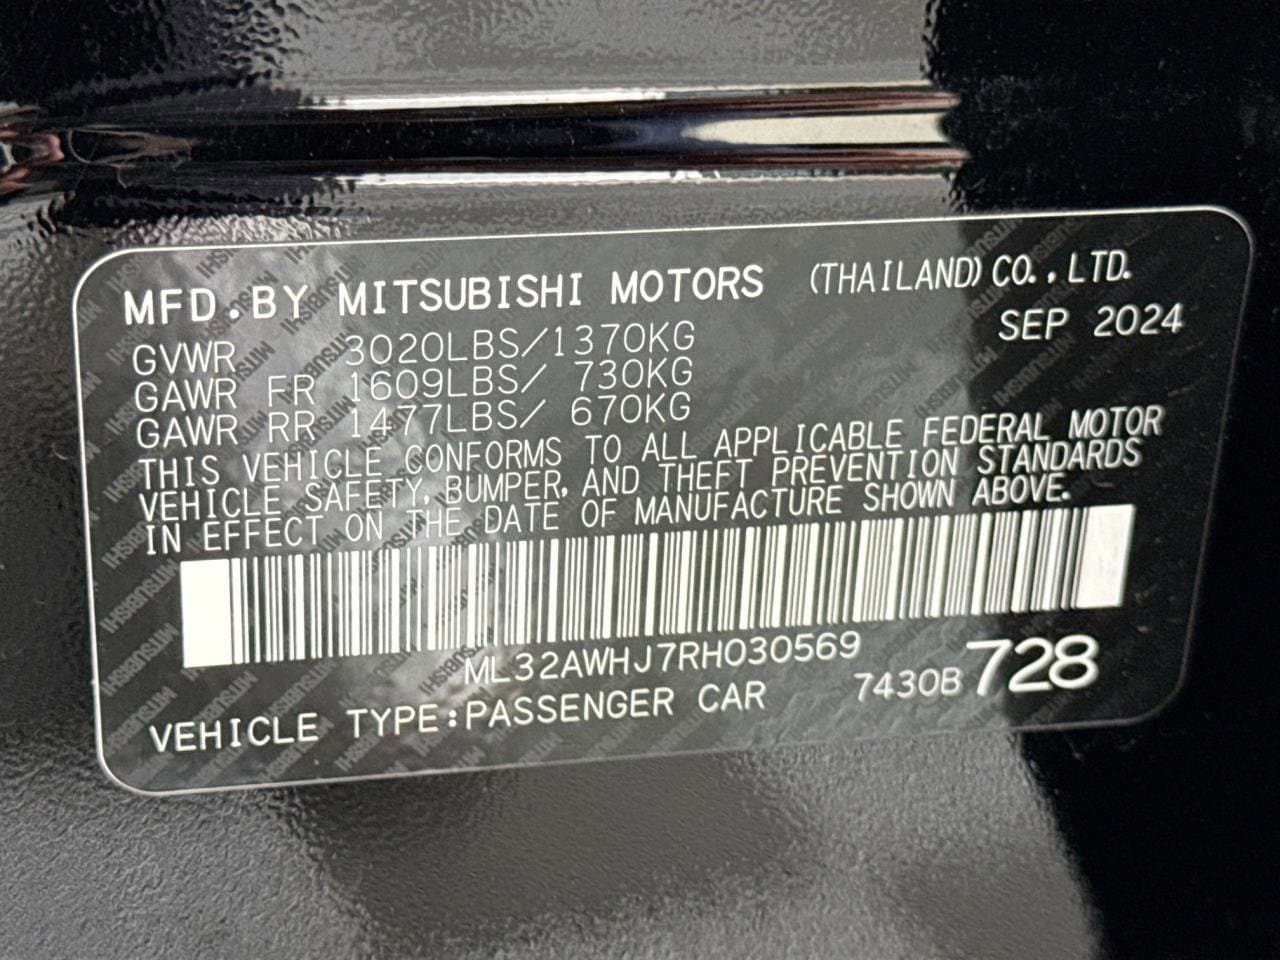 MFD.BY MITSUBISHI MOTORS (THAILAND)CO.,LTD.
SEP 2024
GVWR 3020LBS/1370KG
GAWR FR 1609LBS/ 730KG
GAWR RR 1477LBS/ 670KG
THIS VEHICLE CONFORMS TO ALL APPLICABLE FEDERAL MOTOR
VEHICLE SAFETY, BUMPER, AND THEFT PREVENTION STANDARDS
IN EFFECT ON THE DATE OF MANUFACTURE SHOWN ABOVE.
ML32AWHJ7RH030569
7430B 728
VEHICLE TYPE:PASSENGER CAR